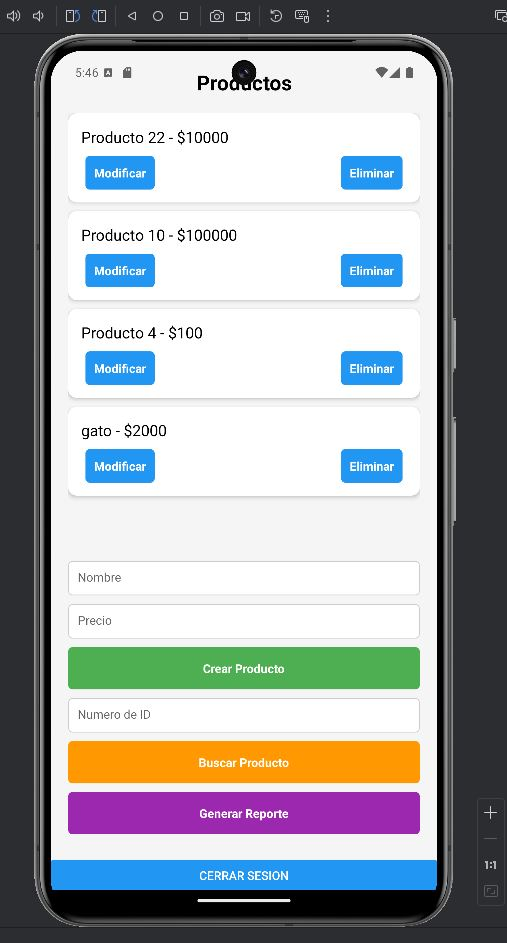 5:46
Productos
Producto 22 - $10000
Modificar Eliminar
Producto 10 - $100000
Modificar Eliminar
Producto 4 - $100
Modificar Eliminar
gato - $2000
Modificar Eliminar
Nombre
Precio
Crear Producto
Numero de ID
Buscar Producto
Generar Reporte
CERRAR SESION
1:1